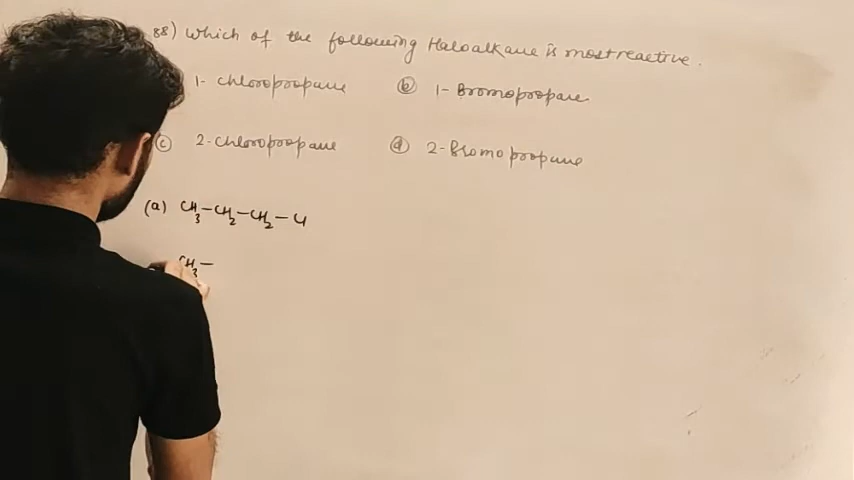 88) Which of the following Haloalkane is most reactive.
1- Chloropropane (b) 1-Bromopropane
(c) 2-Chloropropane (d) 2-Bromopropane
(a) CH3-CH2-CH2-Cl
CH3-